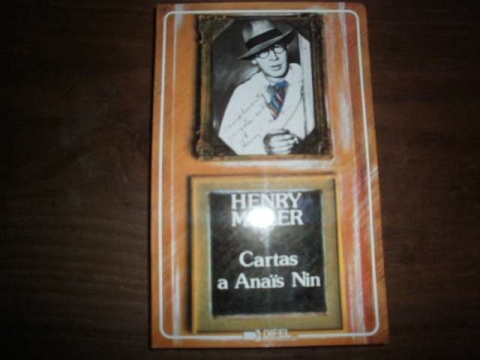 HENRY
MILLER
Cartas
a Anaïs Nin
DIFEL